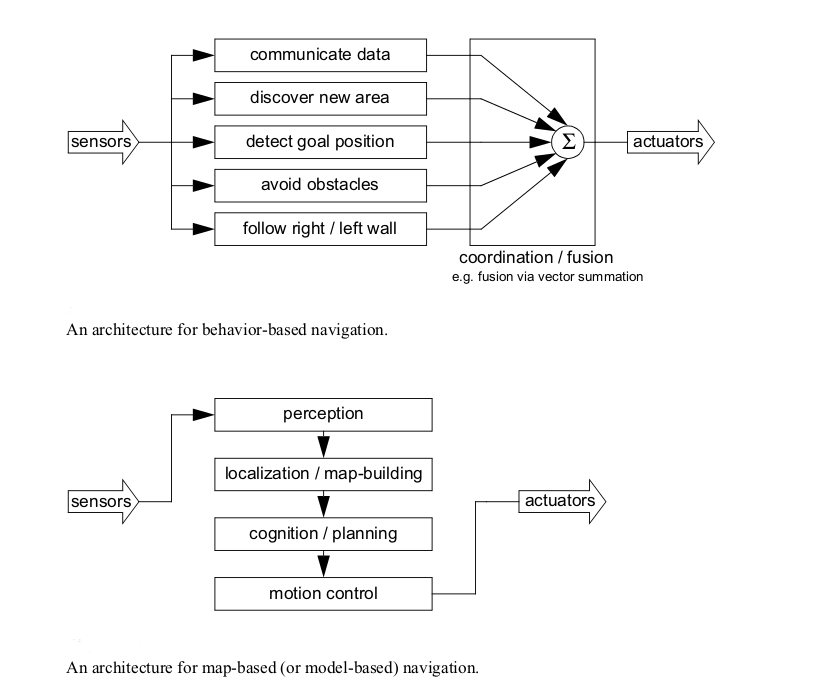 communicate data
discover new area
sensors
detect goal position
Σ
actuators
avoid obstacles
follow right / left wall
coordination / fusion
e.g. fusion via vector summation
An architecture for behavior-based navigation.
perception
localization / map-building
sensors
actuators
cognition / planning
motion control
An architecture for map-based (or model-based) navigation.